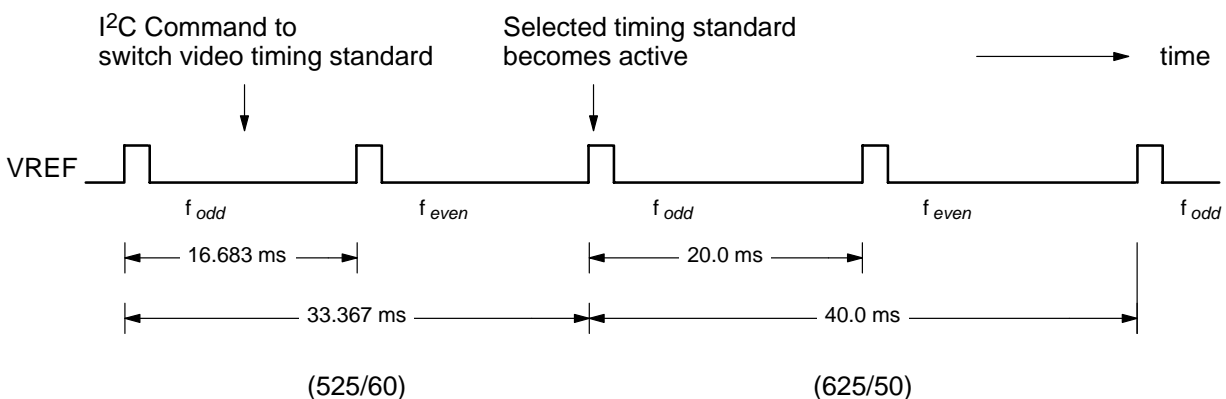 I²C Command to
switch video timing standard
Selected timing standard
becomes active
time
VREF
f odd
f even
f odd
f even
f odd
16.683 ms
20.0 ms
33.367 ms
40.0 ms
(525/60)
(625/50)